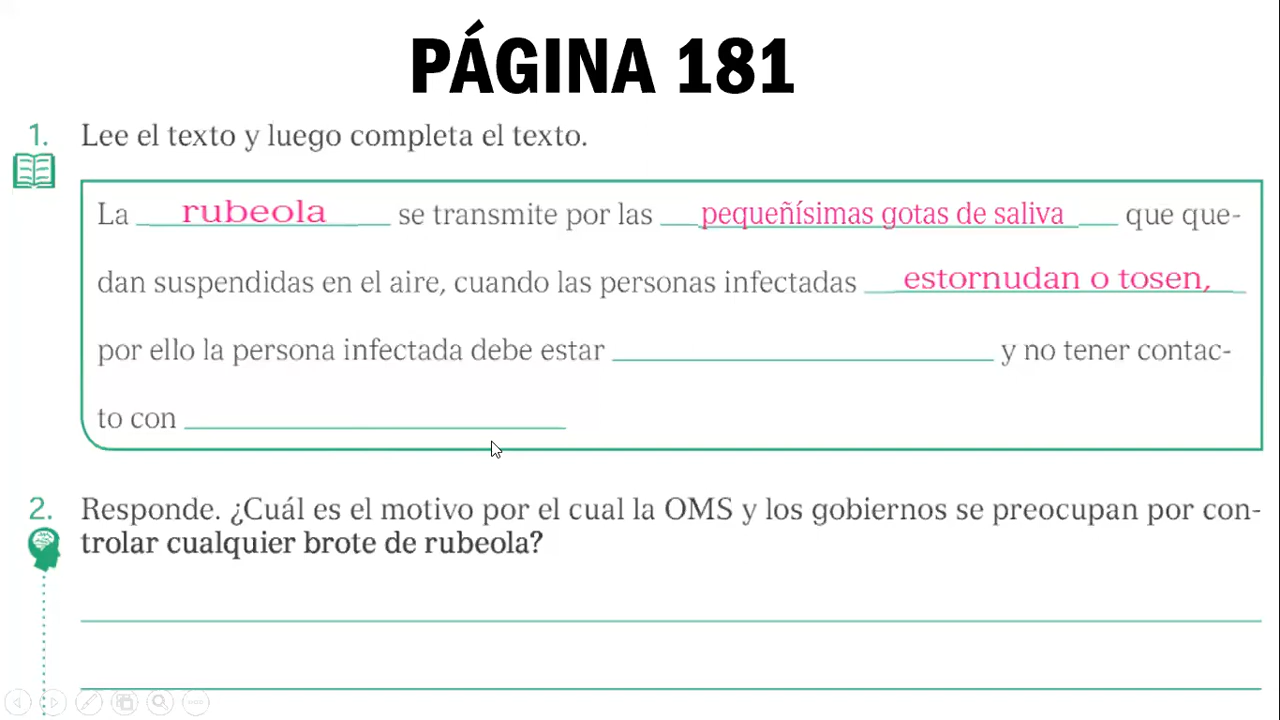 PÁGINA 181
1. Lee el texto y luego completa el texto.
La rubeola se transmite por las pequeñísimas gotas de saliva que que-
dan suspendidas en el aire, cuando las personas infectadas estornudan o tosen,
por ello la persona infectada debe estar y no tener contac-
to con
2. Responde. ¿Cuál es el motivo por el cual la OMS y los gobiernos se preocupan por con-
trolar cualquier brote de rubeola?